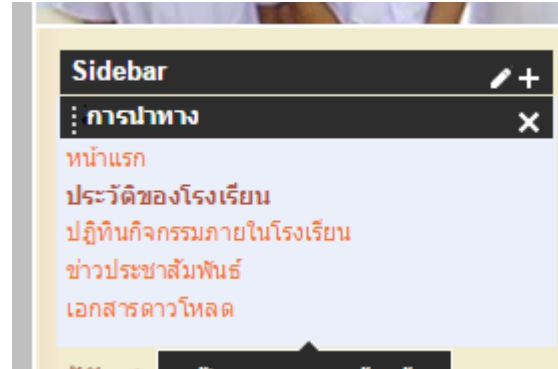 Sidebar
การนำทาง
หน้าแรก
ประวัติของโรงเรียน
ปฏิทินกิจกรรมภายในโรงเรียน
ข่าวประชาสัมพันธ์
เอกสารดาวโหลด